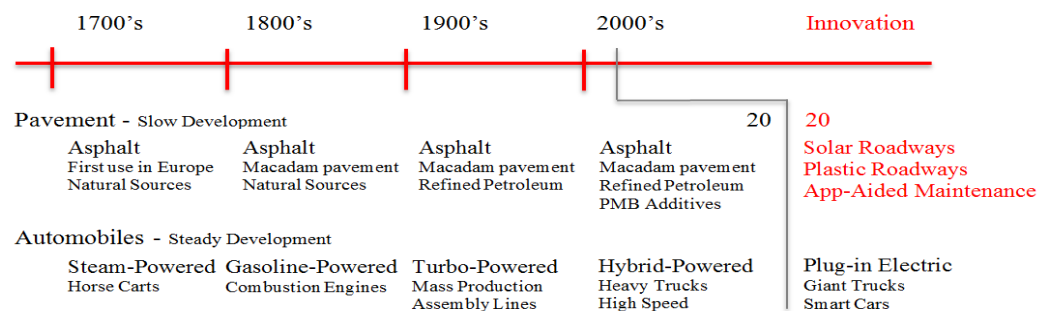 1700's 1800's 1900's 2000's Innovation
Pavement - Slow Development 20 20
Asphalt Asphalt Asphalt Asphalt Solar Roadways
First use in Europe Macadam pavement Macadam pavement Macadam pavement Plastic Roadways
Natural Sources Natural Sources Refined Petroleum Refined Petroleum App-Aided Maintenance
PMB Additives
Automobiles - Steady Development
Steam-Powered Gasoline-Powered Turbo-Powered Hybrid-Powered Plug-in Electric
Horse Carts Combustion Engines Mass Production Heavy Trucks Giant Trucks
Assembly Lines High Speed Smart Cars